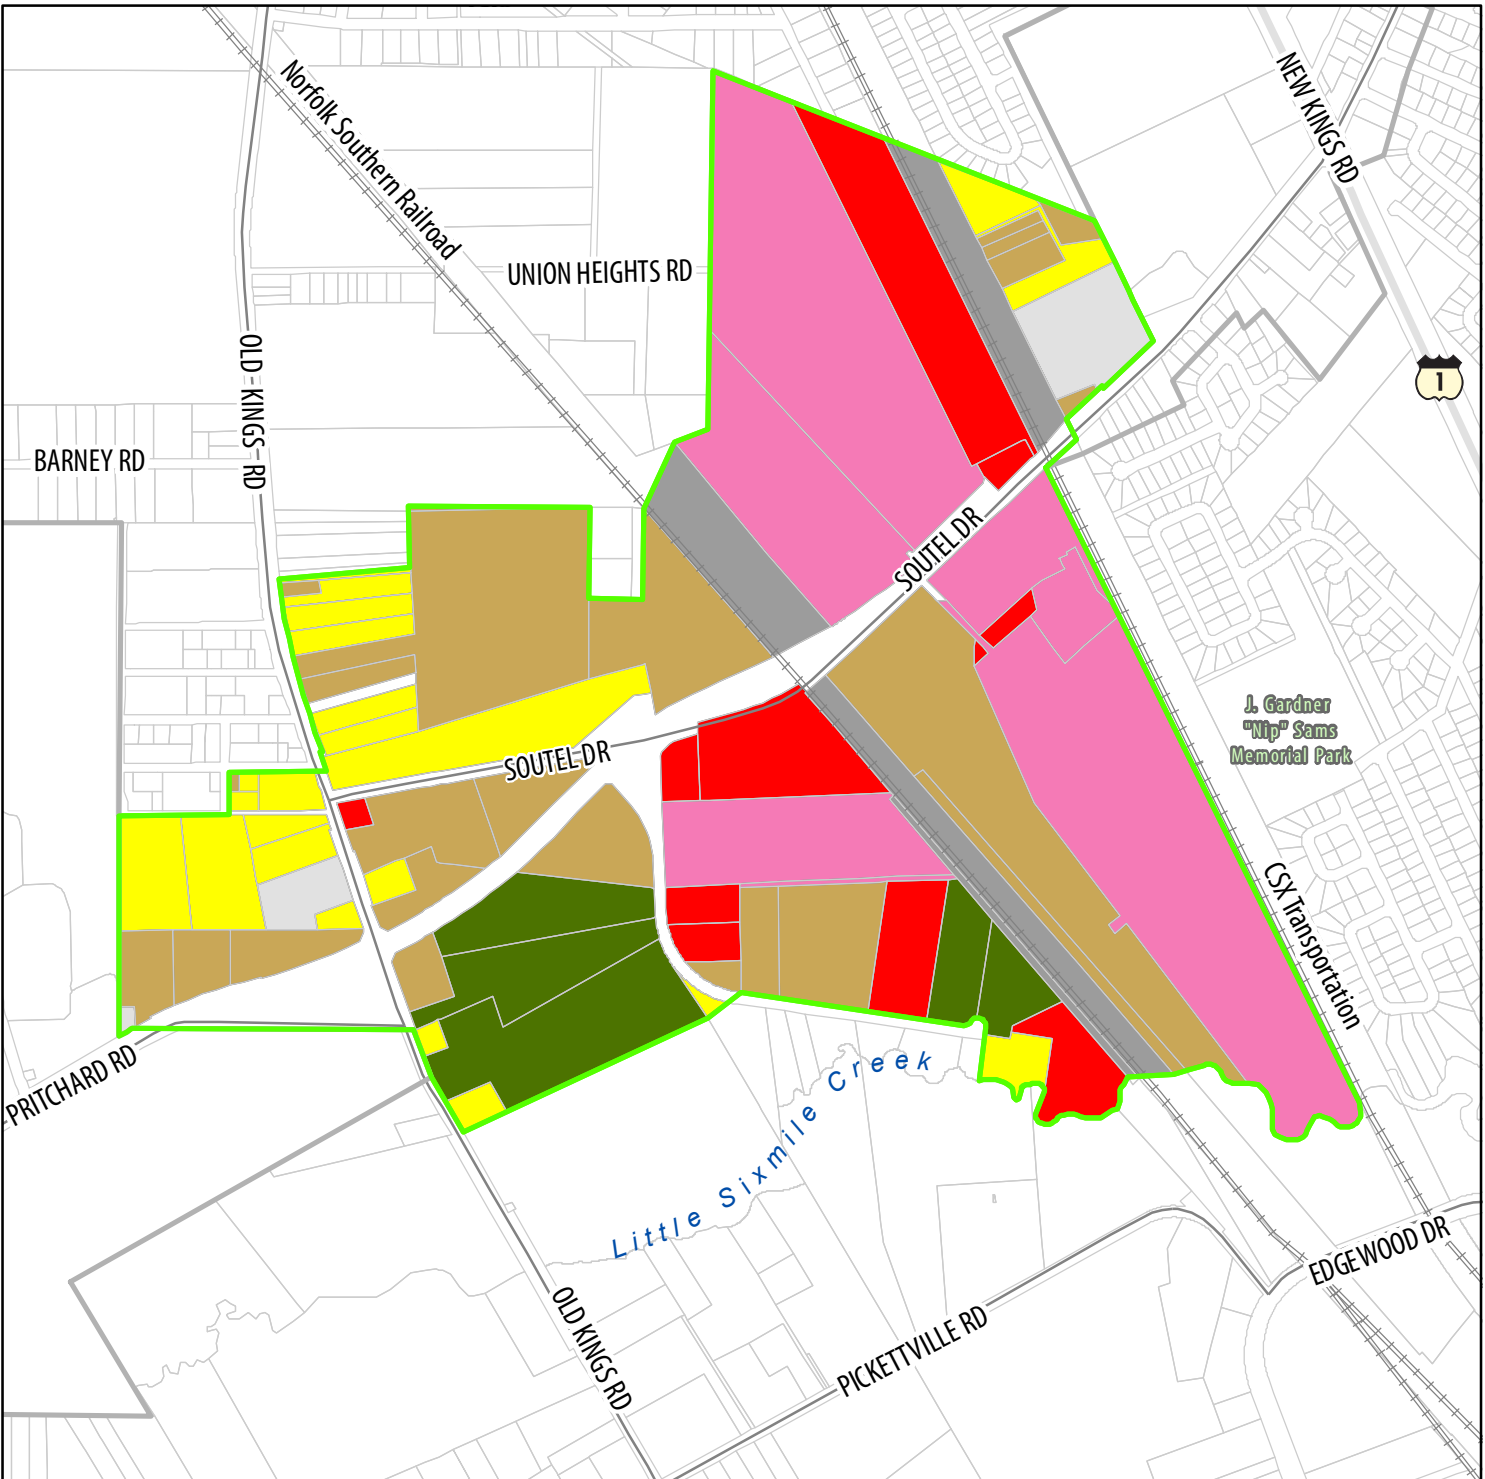 Norfolk Southern Railroad
NEW KINGS RD
UNION HEIGHTS RD
OLD KINGS RD
1
BARNEY RD
SOUTEL DR
J. Gardner
"Nip" Sams
Memorial Park
SOUTEL DR
CSX Transportation
PRITCHARD RD
Little Sixmile Creek
EDGEWOOD DR
OLD KINGS RD
PICKETTVILLE RD